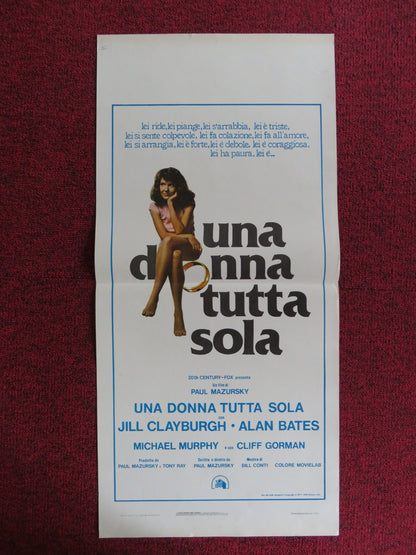 lei ride, lei piange, lei s'arrabbia, lei è triste,
lei si sente colpevole, lei fa colazione, lei fa all'amore,
lei si arrangia, lei è forte, lei é debole, lei é coraggiosa,
lei ha paura, lei é...
una
donna
tutta
sola
20th CENTURY-FOX presenta
Un film di
PAUL MAZURSKY
UNA DONNA TUTTA SOLA
con
JILL CLAYBURGH • ALAN BATES
MICHAEL MURPHY e con CLIFF GORMAN
Prodotto da Scritto e diretto da Musica di
PAUL MAZURSKY e TONY RAY PAUL MAZURSKY BILL CONTI COLORE MOVIELAB